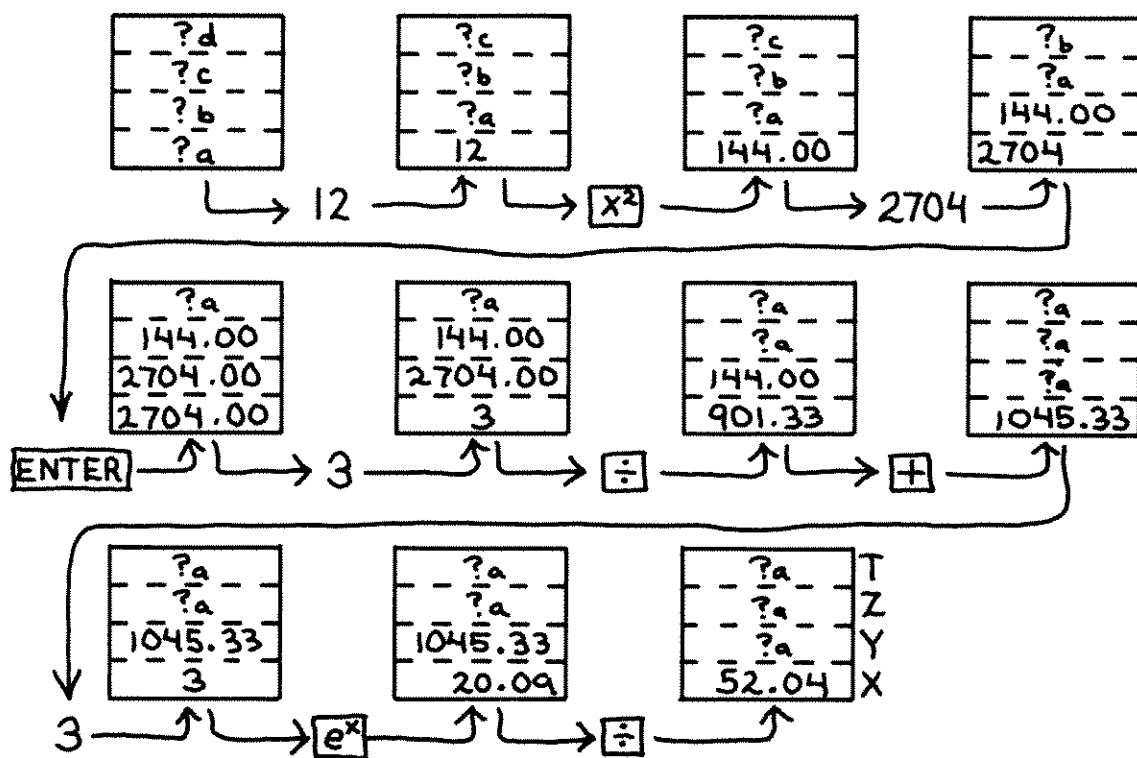 ?d ?c ?c ?b
?c ?b ?b ?a
?b ?a ?a 144.00
?a 12 144.00 2704
12 x² 2704
?a ?a ?a ?a
144.00 144.00 ?a ?a
2704.00 2704.00 144.00 ?a
2704.00 3 901.33 1045.33
ENTER 3 ÷ +
?a ?a ?a T
?a ?a ?a Z
1045.33 1045.33 ?a Y
3 20.09 52.04 X
3 eˣ ÷